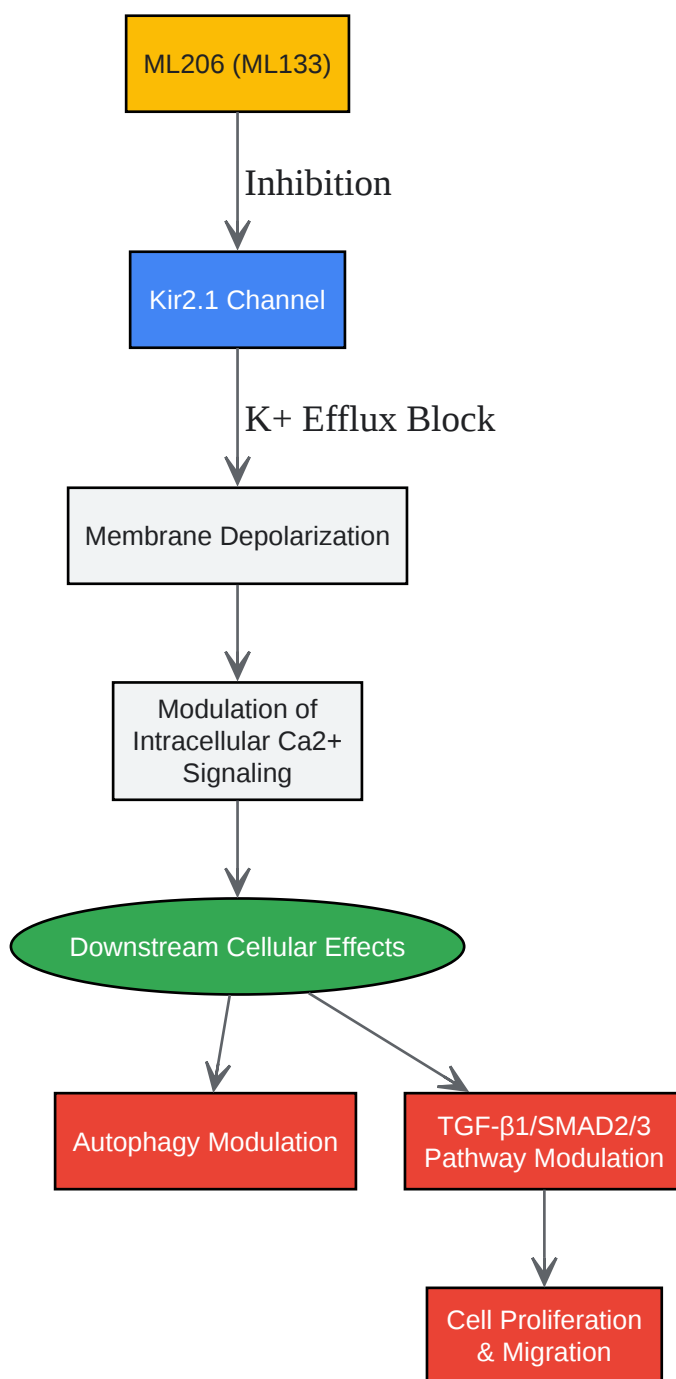 ML206 (ML133)
Inhibition
Kir2.1 Channel
K+ Efflux Block
Membrane Depolarization
Modulation of
Intracellular Ca2+
Signaling
Downstream Cellular Effects
Autophagy Modulation
TGF-β1/SMAD2/3
Pathway Modulation
Cell Proliferation
& Migration